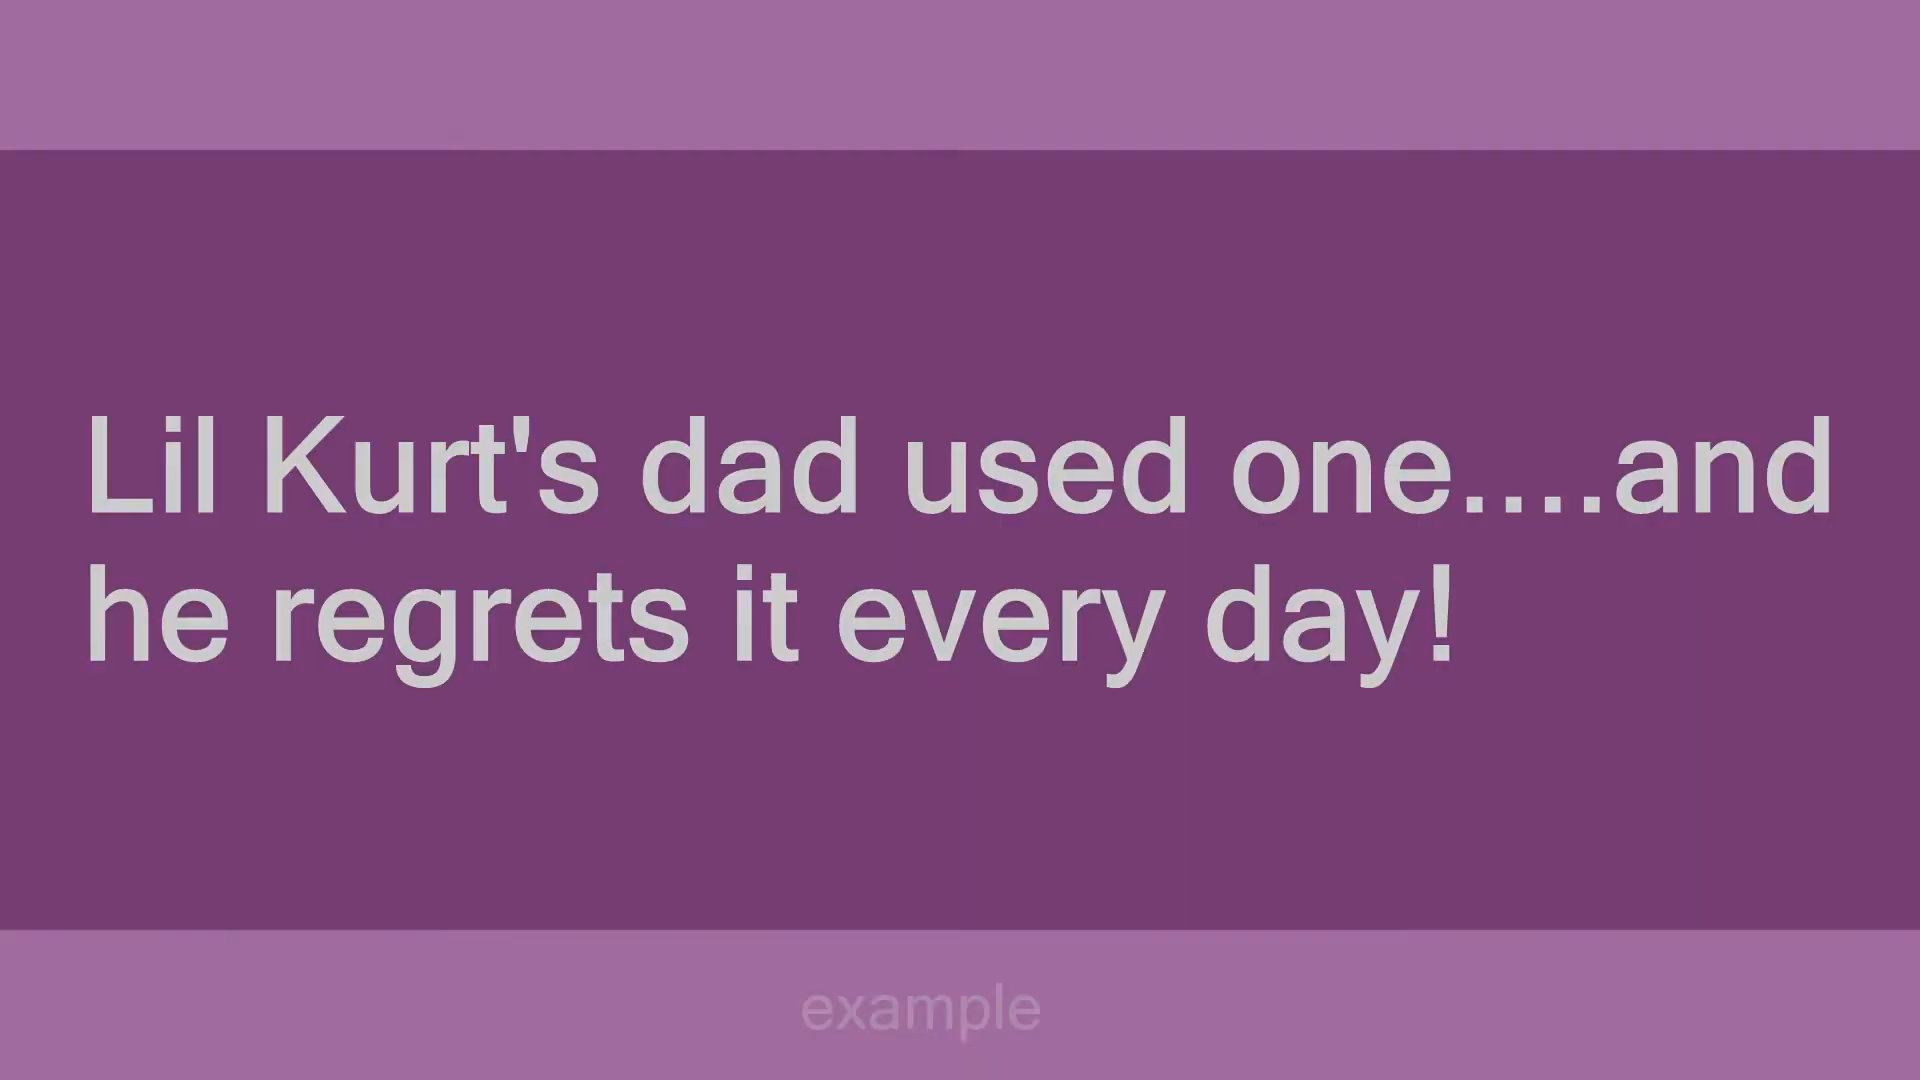 Lil Kurt's dad used one....and
he regrets it every day!
example